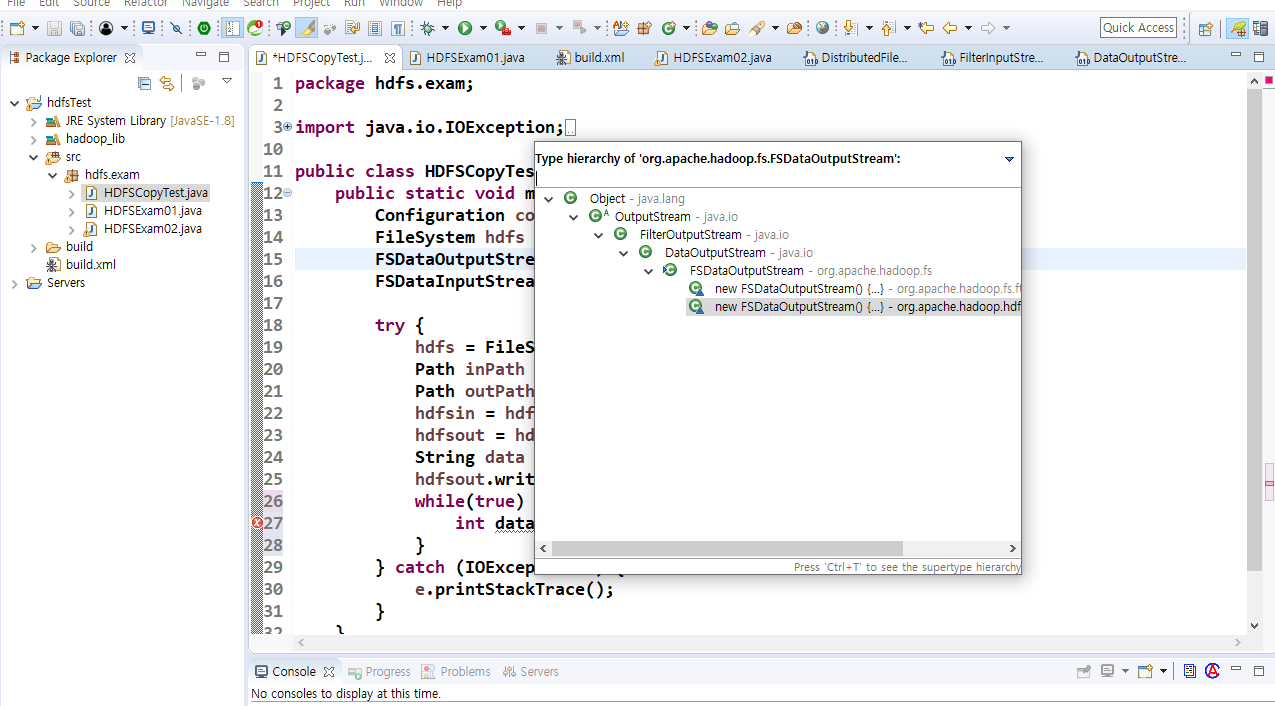 File Edit Source Refactor Navigate Search Project Run Window Help
Quick Access
Package Explorer
*HDFSCopyTest.j...
HDFSExam01.java
build.xml
HDFSExam02.java
DistributedFile...
FilterInputStre...
DataOutputStre...
hdfsTest
JRE System Library [JavaSE-1.8]
hadoop_lib
src
hdfs.exam
HDFSCopyTest.java
HDFSExam01.java
HDFSExam02.java
build
build.xml
Servers
1 package hdfs.exam;
2
3 import java.io.IOException;
10
11 public class HDFSCopyTes
12 public static void m
13 Configuration co
14 FileSystem hdfs
15 FSDataOutputStre
16 FSDataInputStrea
17
18 try {
19 hdfs = FileS
20 Path inPath
21 Path outPath
22 hdfsin = hdf
23 hdfsout = hd
24 String data
25 hdfsout.writ
26 while(true)
27 int data
28 }
29 } catch (IOExcep
30 e.printStackTrace();
31 }
32 }
Type hierarchy of 'org.apache.hadoop.fs.FSDataOutputStream':
Object - java.lang
OutputStream - java.io
FilterOutputStream - java.io
DataOutputStream - java.io
FSDataOutputStream - org.apache.hadoop.fs
new FSDataOutputStream() {...} - org.apache.hadoop.fs.ft
new FSDataOutputStream() {...} - org.apache.hadoop.hdf
Press 'Ctrl+T' to see the supertype hierarchy
Console Progress Problems Servers
No consoles to display at this time.